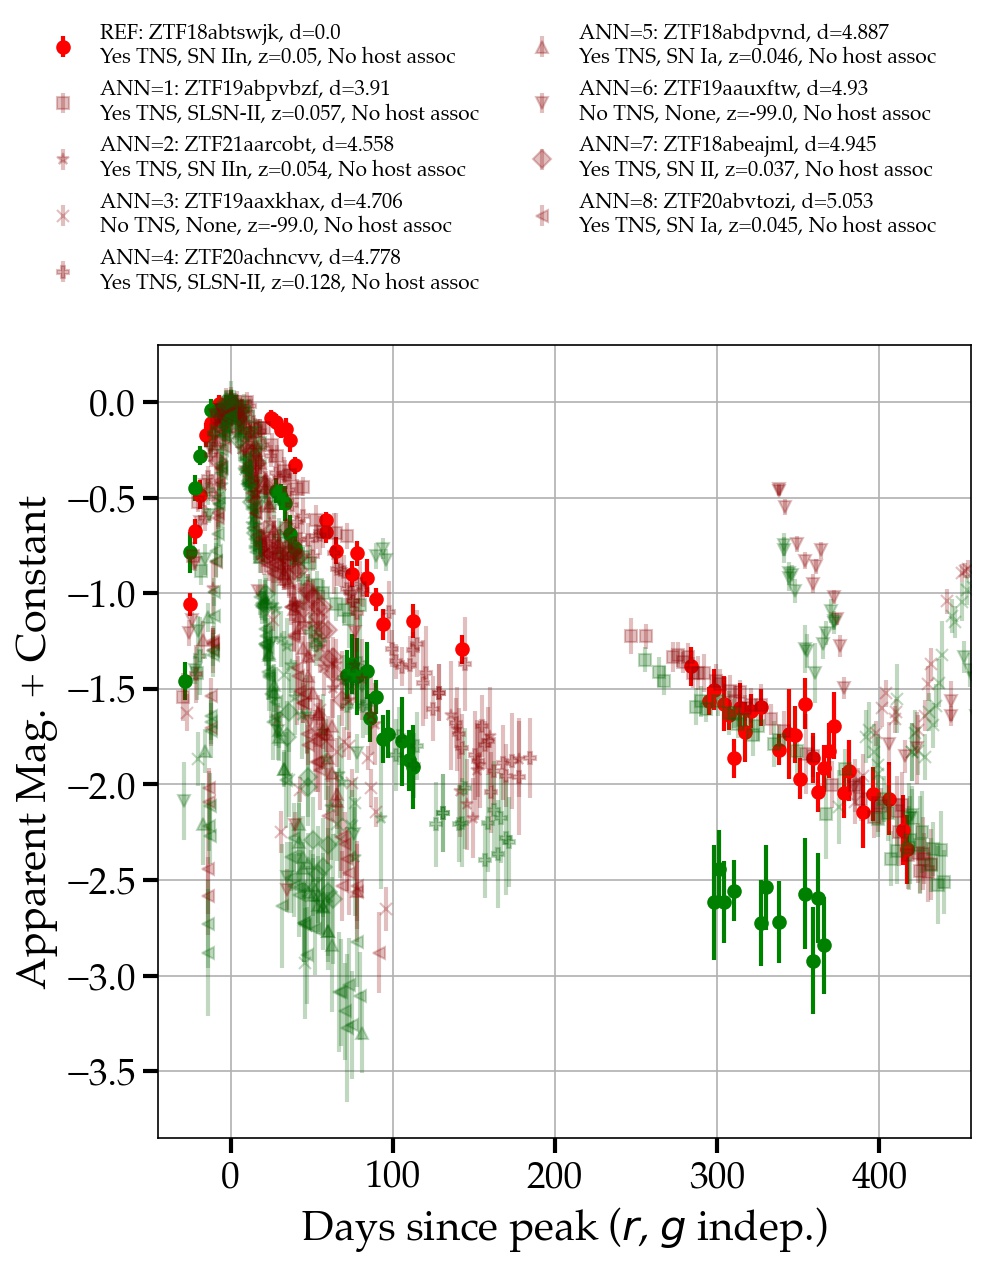 REF: ZTF18abtswjk, d=0.0
Yes TNS, SN IIn, z=0.05, No host assoc
ANN=1: ZTF19abpvbzf, d=3.91
Yes TNS, SLSN-II, z=0.057, No host assoc
ANN=2: ZTF21aarcobt, d=4.558
Yes TNS, SN IIn, z=0.054, No host assoc
ANN=3: ZTF19aaxkhax, d=4.706
No TNS, None, z=-99.0, No host assoc
ANN=4: ZTF20achncvv, d=4.778
Yes TNS, SLSN-II, z=0.128, No host assoc
ANN=5: ZTF18abdpvnd, d=4.887
Yes TNS, SN Ia, z=0.046, No host assoc
ANN=6: ZTF19aauxftw, d=4.93
No TNS, None, z=-99.0, No host assoc
ANN=7: ZTF18abeajml, d=4.945
Yes TNS, SN II, z=0.037, No host assoc
ANN=8: ZTF20abvtozi, d=5.053
Yes TNS, SN Ia, z=0.045, No host assoc
Apparent Mag. + Constant
0.0
−0.5
−1.0
−1.5
−2.0
−2.5
−3.0
−3.5
0 100 200 300 400
Days since peak (r, g indep.)